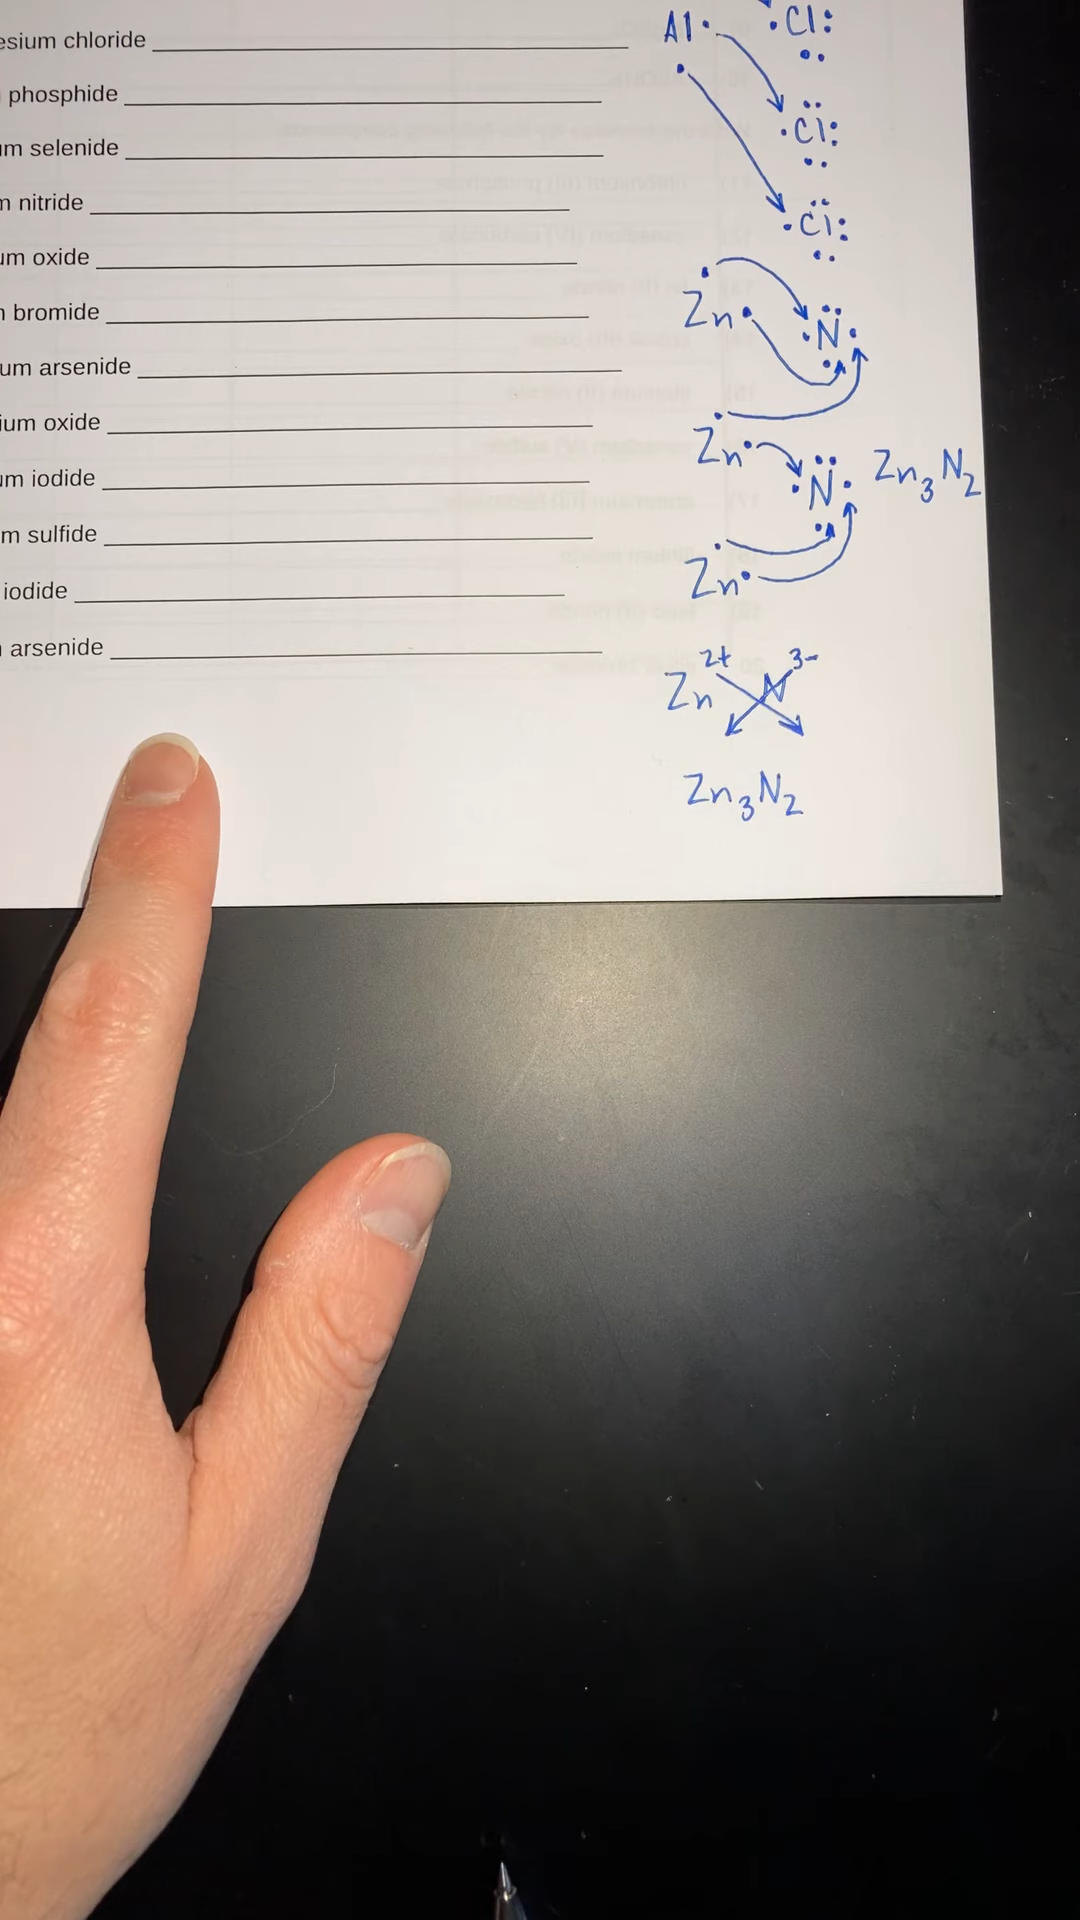 esium chloride
phosphide
um selenide
m nitride
um oxide
n bromide
um arsenide
ium oxide
um iodide
m sulfide
iodide
arsenide
Al Cl
Cl
Cl
Zn N
Zn N Zn3N2
Zn
Zn 2+ N 3-
Zn3N2